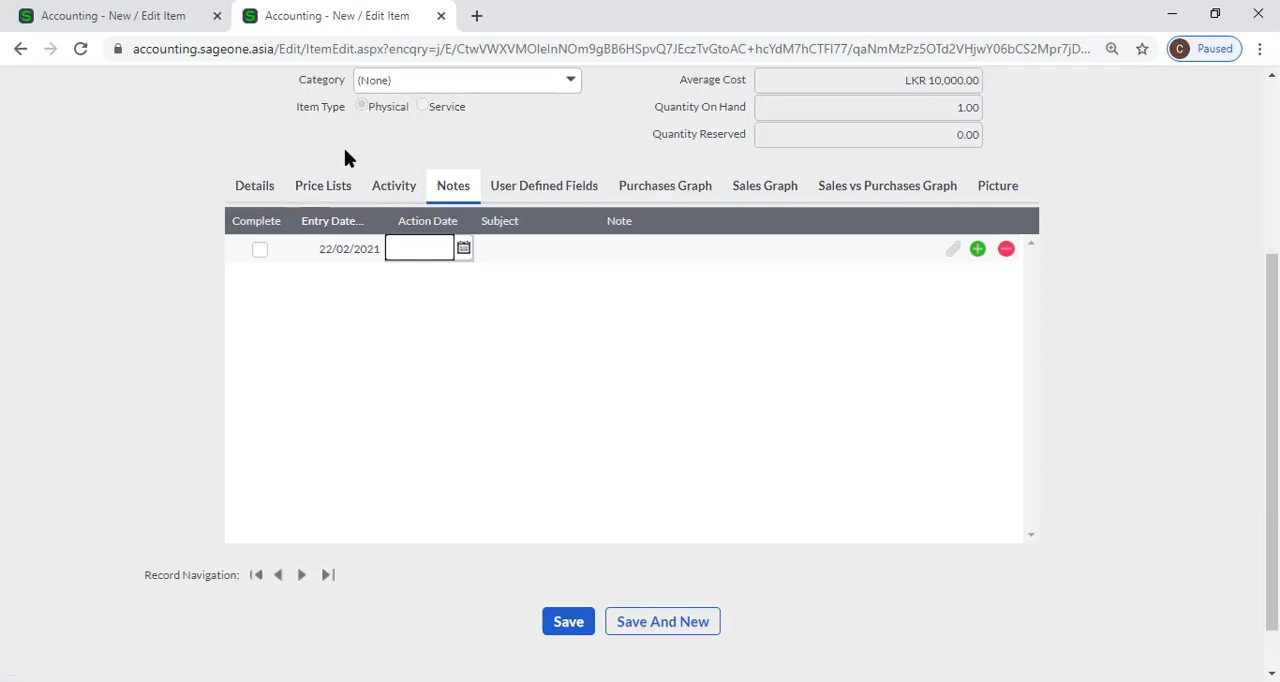 Accounting - New / Edit Item
Accounting - New / Edit Item
accounting.sageone.asia/Edit/ItemEdit.aspx?encqry=j/E/CtwVWXVMOleInNOm9gBB6HSpvQ7JEczTvGtoAC+hcYdM7hCTFl77/qaNmMzPz5OTd2VHjwY06bCS2Mpr7jD...
C Paused
Category (None) Average Cost LKR 10,000.00
Item Type Physical Service Quantity On Hand 1.00
Quantity Reserved 0.00
Details Price Lists Activity Notes User Defined Fields Purchases Graph Sales Graph Sales vs Purchases Graph Picture
Complete Entry Date... Action Date Subject Note
22/02/2021
Record Navigation:
Save Save And New